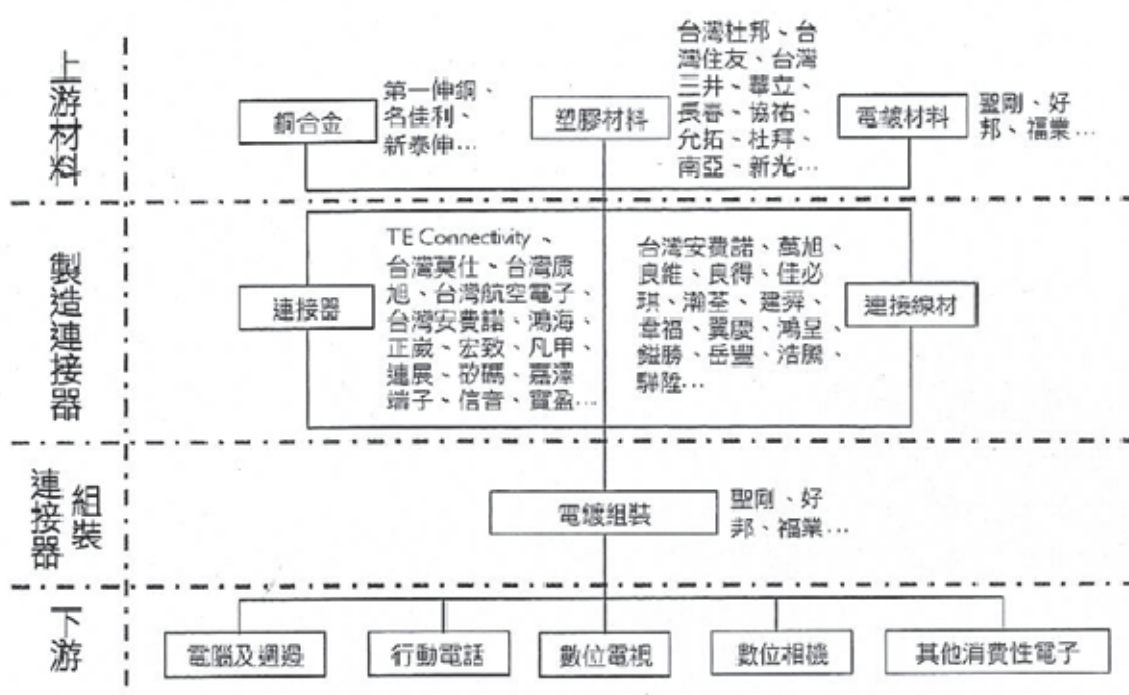 上游材料
銅合金
第一伸銅、
名佳利、
新泰伸…
塑膠材料
台灣杜邦、台
灣住友、台灣
三井、華立、
長春、協祐、
允拓、杜拜、
南亞、新光…
電鍍材料
聖剛、好
邦、福業…
製造連接器
連接器
TE Connectivity、
台灣莫仕、台灣原
旭、台灣航空電子、
台灣安費諾、鴻海、
正崴、宏致、凡甲、
連展、矽碼、嘉澤
端子、信音、實盈…
台灣安費諾、萬旭、
良維、良得、佳必
琪、瀚荃、建舜、
韋福、翼慶、鴻呈、
鎰勝、岳豐、浩騰、
聯陞…
連接線材
連接器
組裝
電鍍組裝
聖剛、好
邦、福業…
下游
電腦及週邊
行動電話
數位電視
數位相機
其他消費性電子